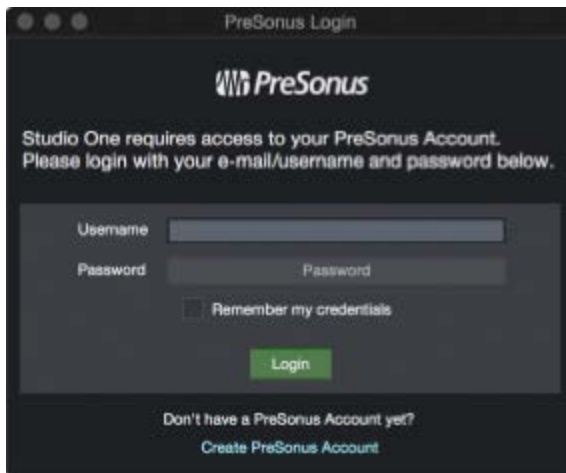 PreSonus Login
PreSonus
Studio One requires access to your PreSonus Account.
Please login with your e-mail/username and password below.
Username
Password Password
Remember my credentials
Login
Don't have a PreSonus Account yet?
Create PreSonus Account